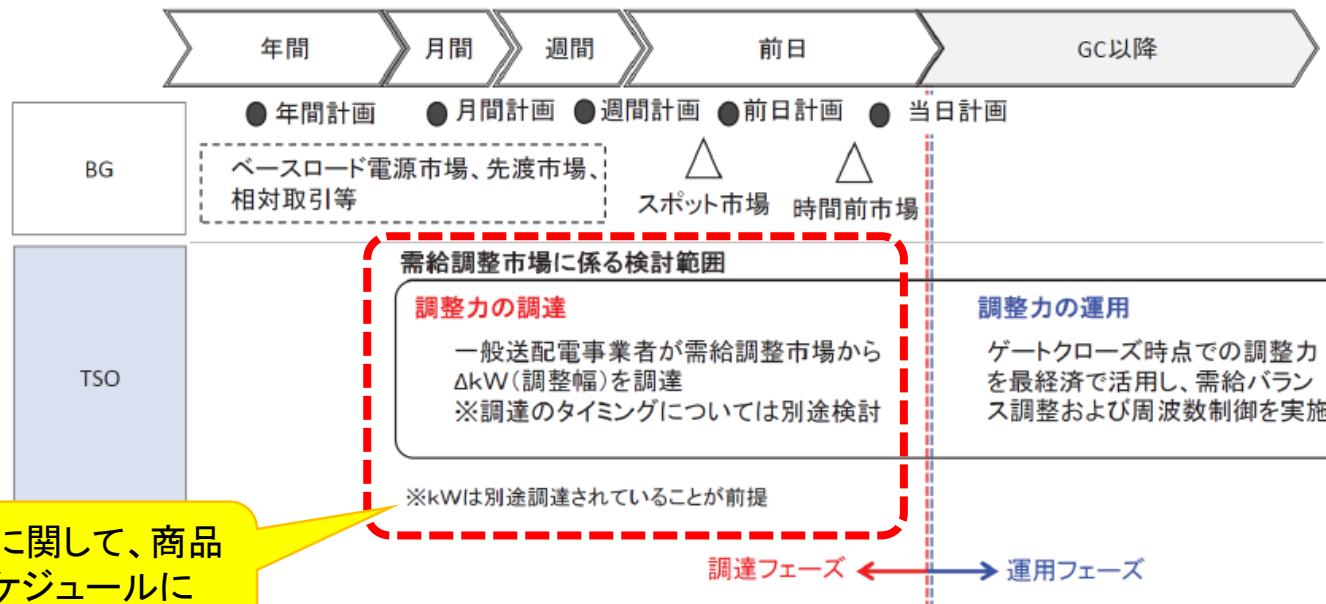 年間
月間
週間
前日
GC以降
●年間計画
●月間計画
●週間計画
●前日計画
●当日計画
BG
ベースロード電源市場、先渡市場、
相対取引等
スポット市場
時間前市場
TSO
需給調整市場に係る検討範囲
調整力の調達
一般送配電事業者が需給調整市場から
ΔkW(調整幅)を調達
※調達のタイミングについては別途検討
調整力の運用
ゲートクローズ時点での調整力
を最経済で活用し、需給バラン
ス調整および周波数制御を実施
※kWは別途調達されていることが前提
に関して、商品
ケジュールに
調達フェーズ
運用フェーズ